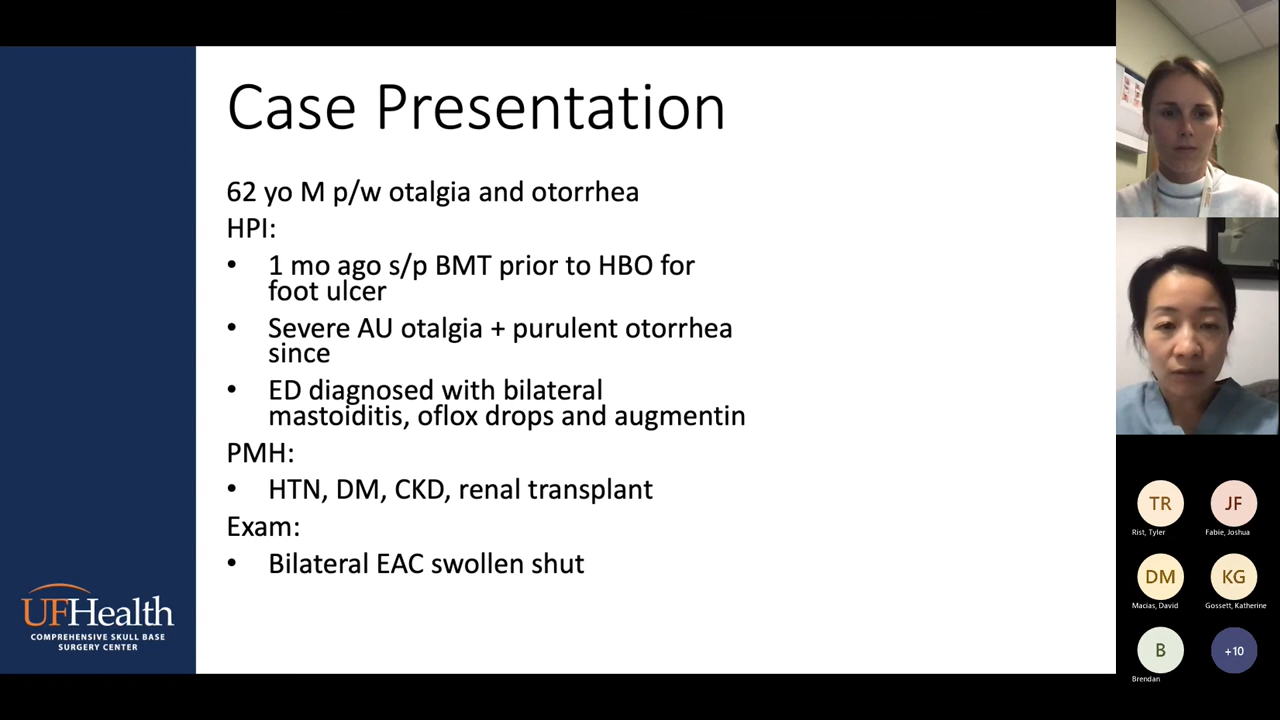 Case Presentation
62 yo M p/w otalgia and otorrhea
HPI:
• 1 mo ago s/p BMT prior to HBO for
foot ulcer
• Severe AU otalgia + purulent otorrhea
since
• ED diagnosed with bilateral
mastoiditis, oflox drops and augmentin
PMH:
• HTN, DM, CKD, renal transplant
Exam:
• Bilateral EAC swollen shut
UFHealth
COMPREHENSIVE SKULL BASE
SURGERY CENTER
TR
JF
Rist, Tyler
Fabie, Joshua
DM
KG
Macias, David
Gossett, Katherine
B
+10
Brendan